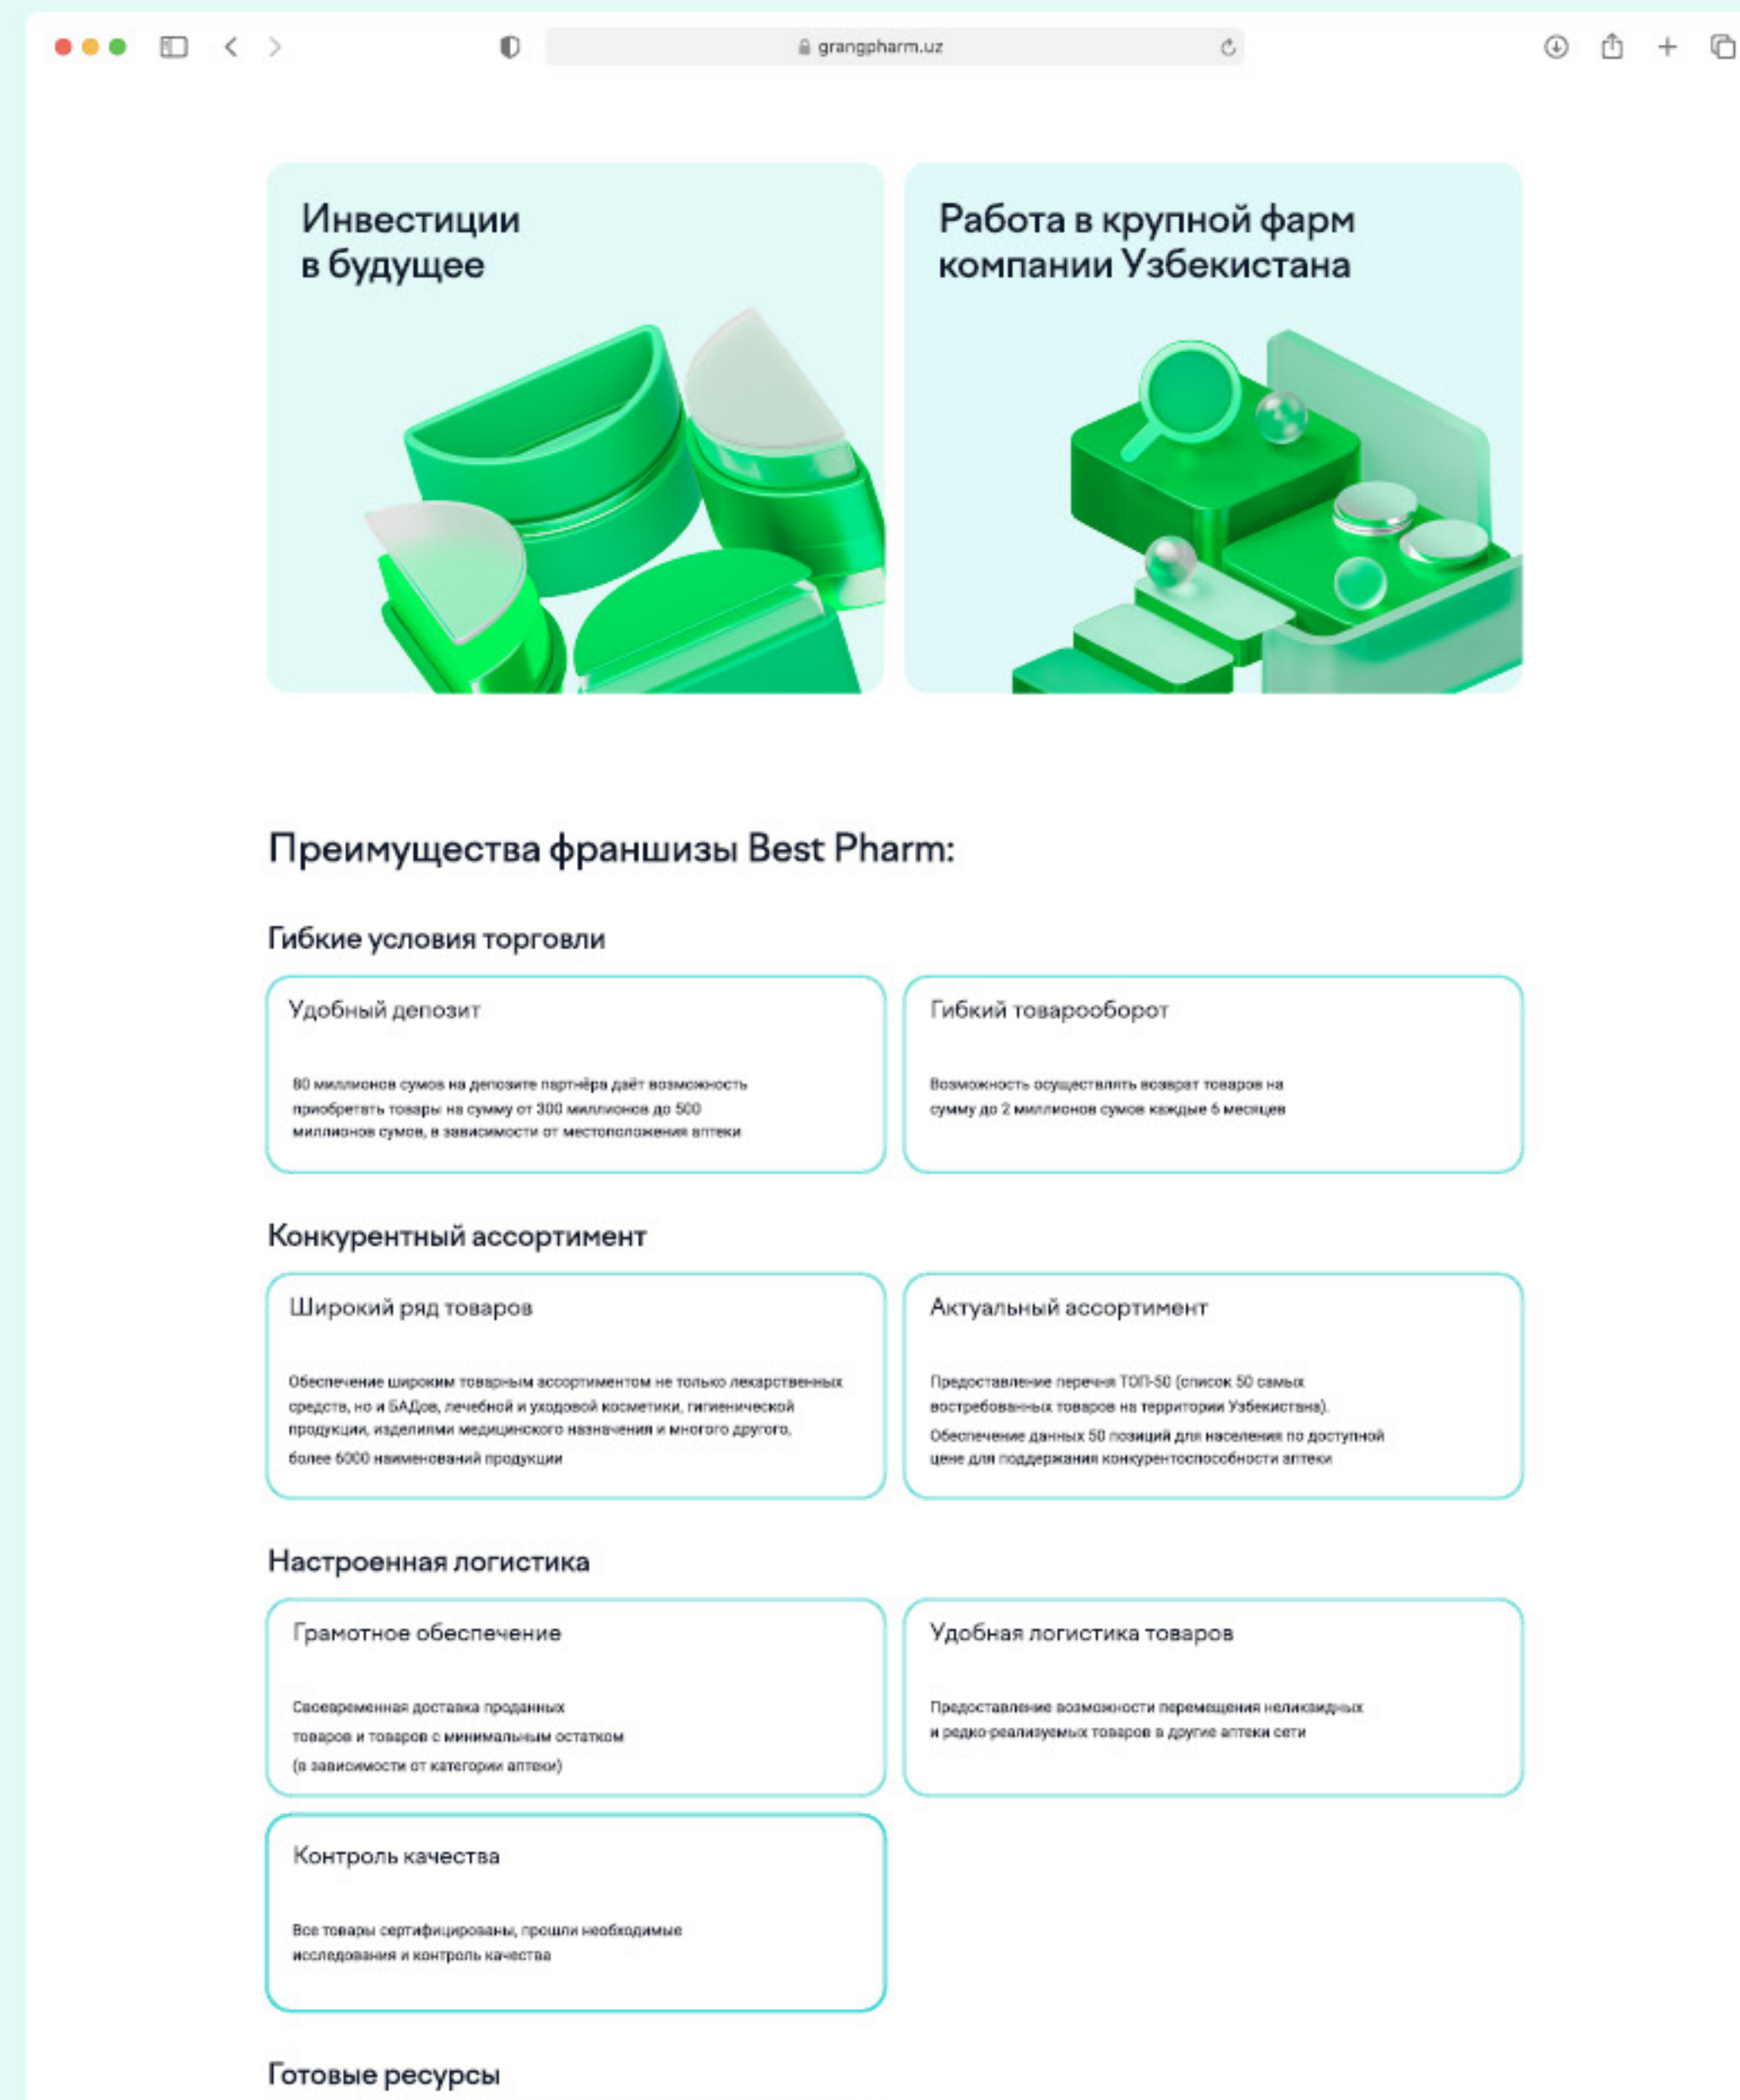 grangpharm.uz
Инвестиции
в будущее
Работа в крупной фарм
компании Узбекистана
Преимущества франшизы Best Pharm:
Гибкие условия торговли
Удобный депозит
80 миллионов сумов на депозите партнёра даёт возможность
приобретать товары на сумму от 300 миллионов до 500
миллионов сумов, в зависимости от местоположения аптеки
Гибкий товарооборот
Возможность осуществлять возврат товаров на
сумму до 2 миллионов сумов каждые 6 месяцев
Конкурентный ассортимент
Широкий ряд товаров
Обеспечение широким товарным ассортиментом не только лекарственных
средств, но и БАДов, лечебной и уходовой косметики, гигиенической
продукции, изделиями медицинского назначения и многого другого,
более 6000 наименований продукции
Актуальный ассортимент
Предоставление перечня ТОП-50 (список 50 самых
востребованных товаров на территории Узбекистана).
Обеспечение данных 50 позиций для населения по доступной
цене для поддержания конкурентоспособности аптеки
Настроенная логистика
Грамотное обеспечение
Своевременная доставка проданных
товаров и товаров с минимальным остатком
(в зависимости от категории аптеки)
Удобная логистика товаров
Предоставление возможности перемещения неликвидных
и редко-реализуемых товаров в другие аптеки сети
Контроль качества
Все товары сертифицированы, прошли необходимые
исследования и контроль качества
Готовые ресурсы